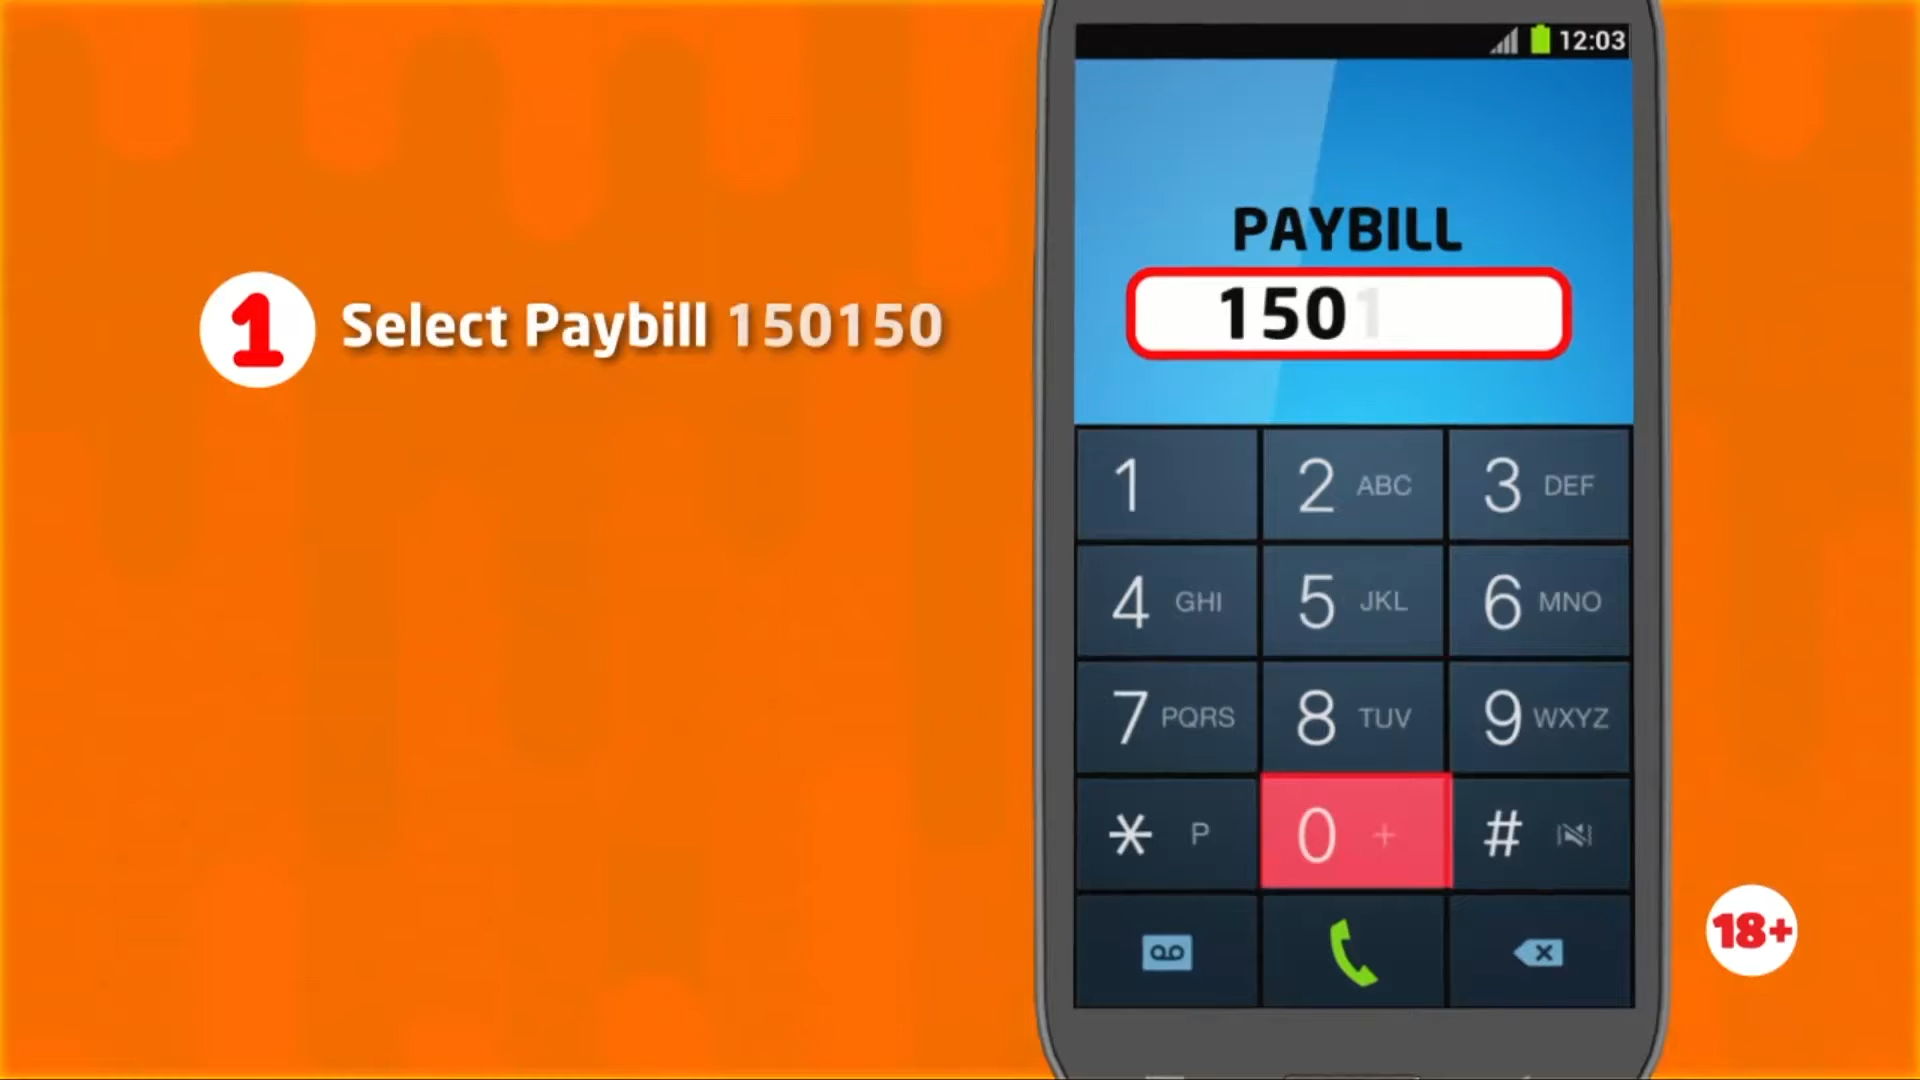 12:03
PAYBILL
1501
1 Select Paybill 150150
1
2 ABC
3 DEF
4 GHI
5 JKL
6 MNO
7 PQRS
8 TUV
9 WXYZ
* P
0 +
#
18+